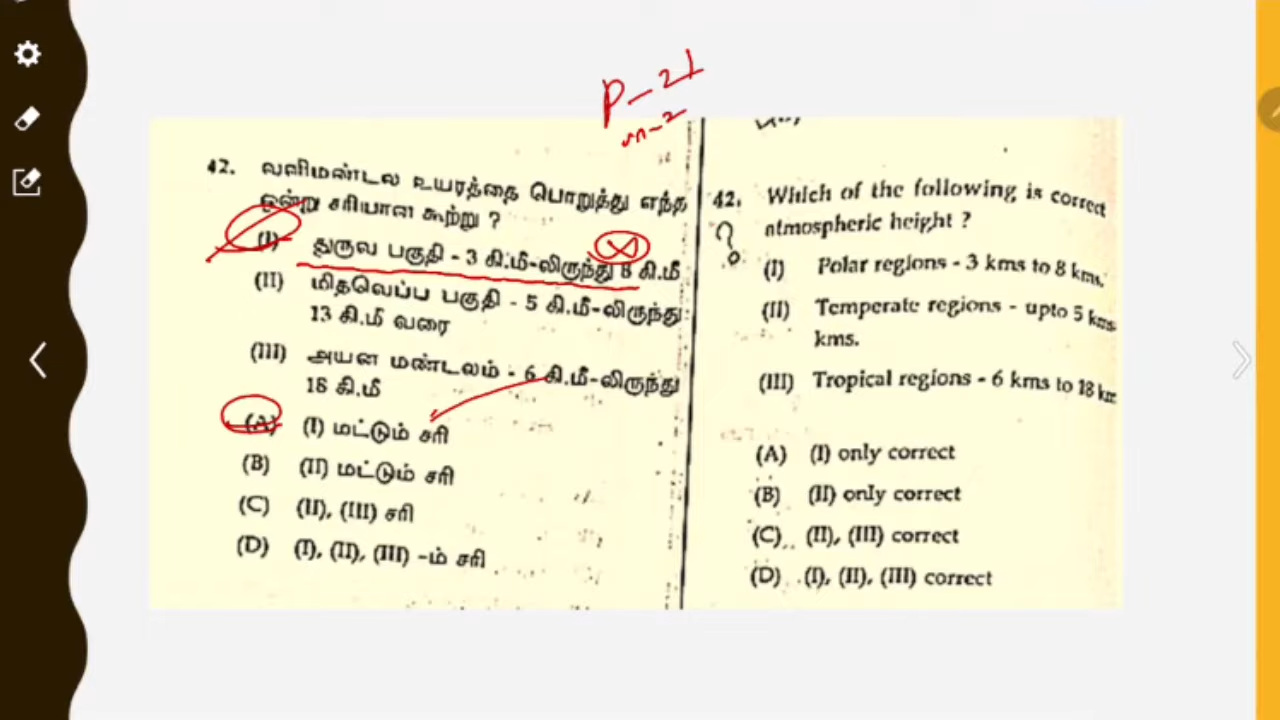 P-21
m-2
42. வளிமண்டல உயரத்தை பொறுத்து எந்த
ஒன்று சரியான கூற்று ?
(I) துருவ பகுதி - 3 கி.மீ-லிருந்து 8 கி.மீ
(II) மிதவெப்ப பகுதி - 5 கி.மீ-லிருந்து
13 கி.மீ வரை
(III) அயன மண்டலம் - 6 கி.மீ-லிருந்து
18 கி.மீ
(A) (I) மட்டும் சரி
(B) (II) மட்டும் சரி
(C) (II), (III) சரி
(D) (I), (II), (III) -ம் சரி
42. Which of the following is correct
atmospheric height ?
(I) Polar regions - 3 kms to 8 kms.
(II) Temperate regions - upto 5 kms
kms.
(III) Tropical regions - 6 kms to 18 km
(A) (I) only correct
(B) (II) only correct
(C) (II), (III) correct
(D) (I), (II), (III) correct